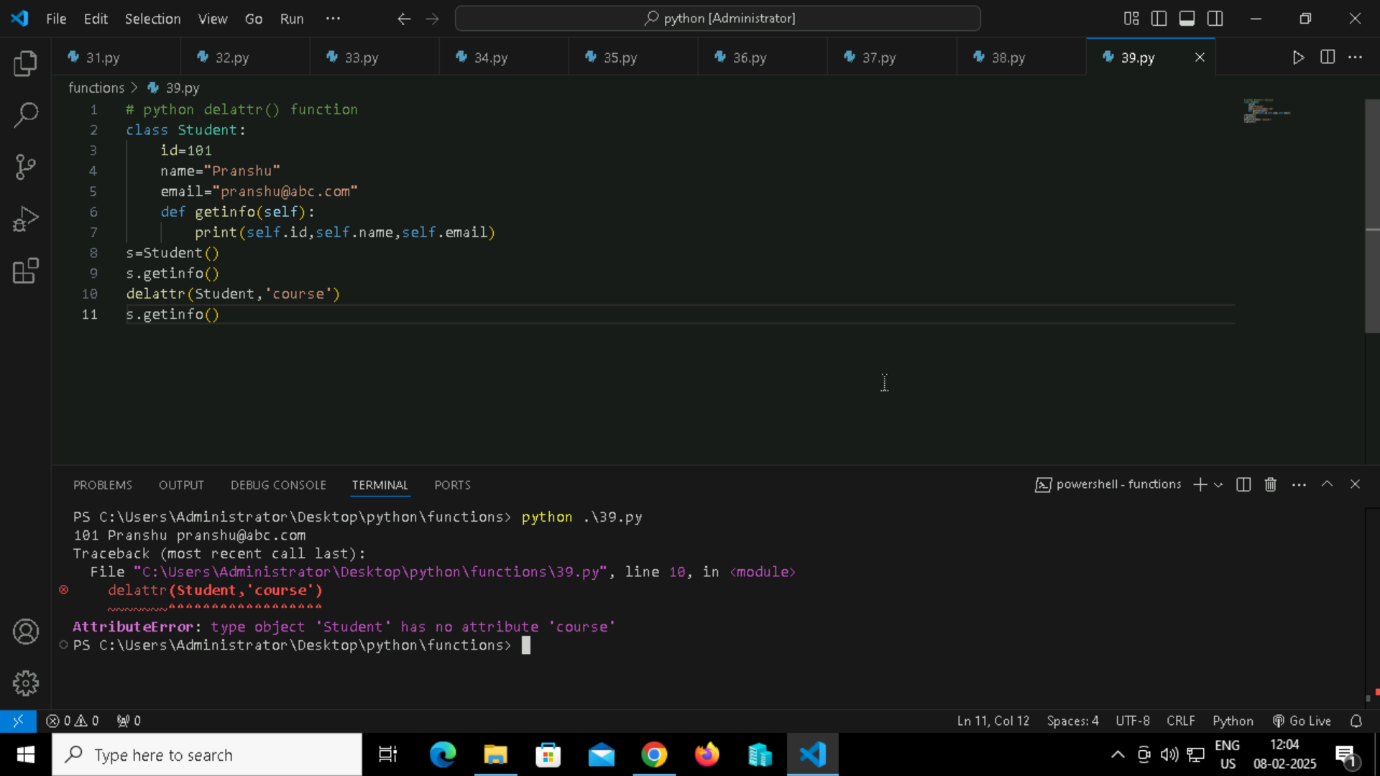 File Edit Selection View Go Run ...
python [Administrator]
31.py 32.py 33.py 34.py 35.py 36.py 37.py 38.py 39.py
functions > 39.py
1 # python delattr() function
2 class Student:
3 id=101
4 name="Pranshu"
5 email="pranshu@abc.com"
6 def getinfo(self):
7 print(self.id,self.name,self.email)
8 s=Student()
9 s.getinfo()
10 delattr(Student,'course')
11 s.getinfo()
PROBLEMS OUTPUT DEBUG CONSOLE TERMINAL PORTS
powershell - functions
PS C:\Users\Administrator\Desktop\python\functions> python .\39.py
101 Pranshu pranshu@abc.com
Traceback (most recent call last):
File "C:\Users\Administrator\Desktop\python\functions\39.py", line 10, in <module>
delattr(Student,'course')
~~~~~~~^^^^^^^^^^^^^^^^^^
AttributeError: type object 'Student' has no attribute 'course'
PS C:\Users\Administrator\Desktop\python\functions>
0 0 0 Ln 11, Col 12 Spaces: 4 UTF-8 CRLF Python Go Live
Type here to search
ENG
US
12:04
08-02-2025
1